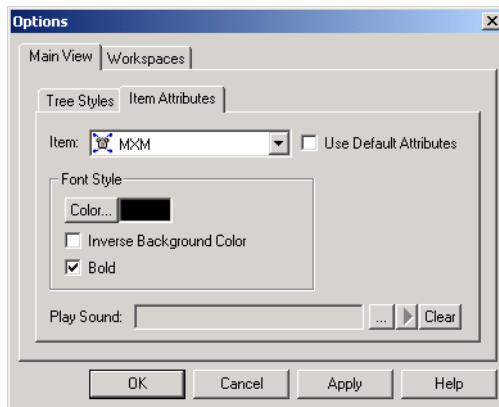 Options
Main View Workspaces
Tree Styles Item Attributes
Item: MXM Use Default Attributes
Font Style
Color...
Inverse Background Color
Bold
Play Sound: ... Clear
OK Cancel Apply Help